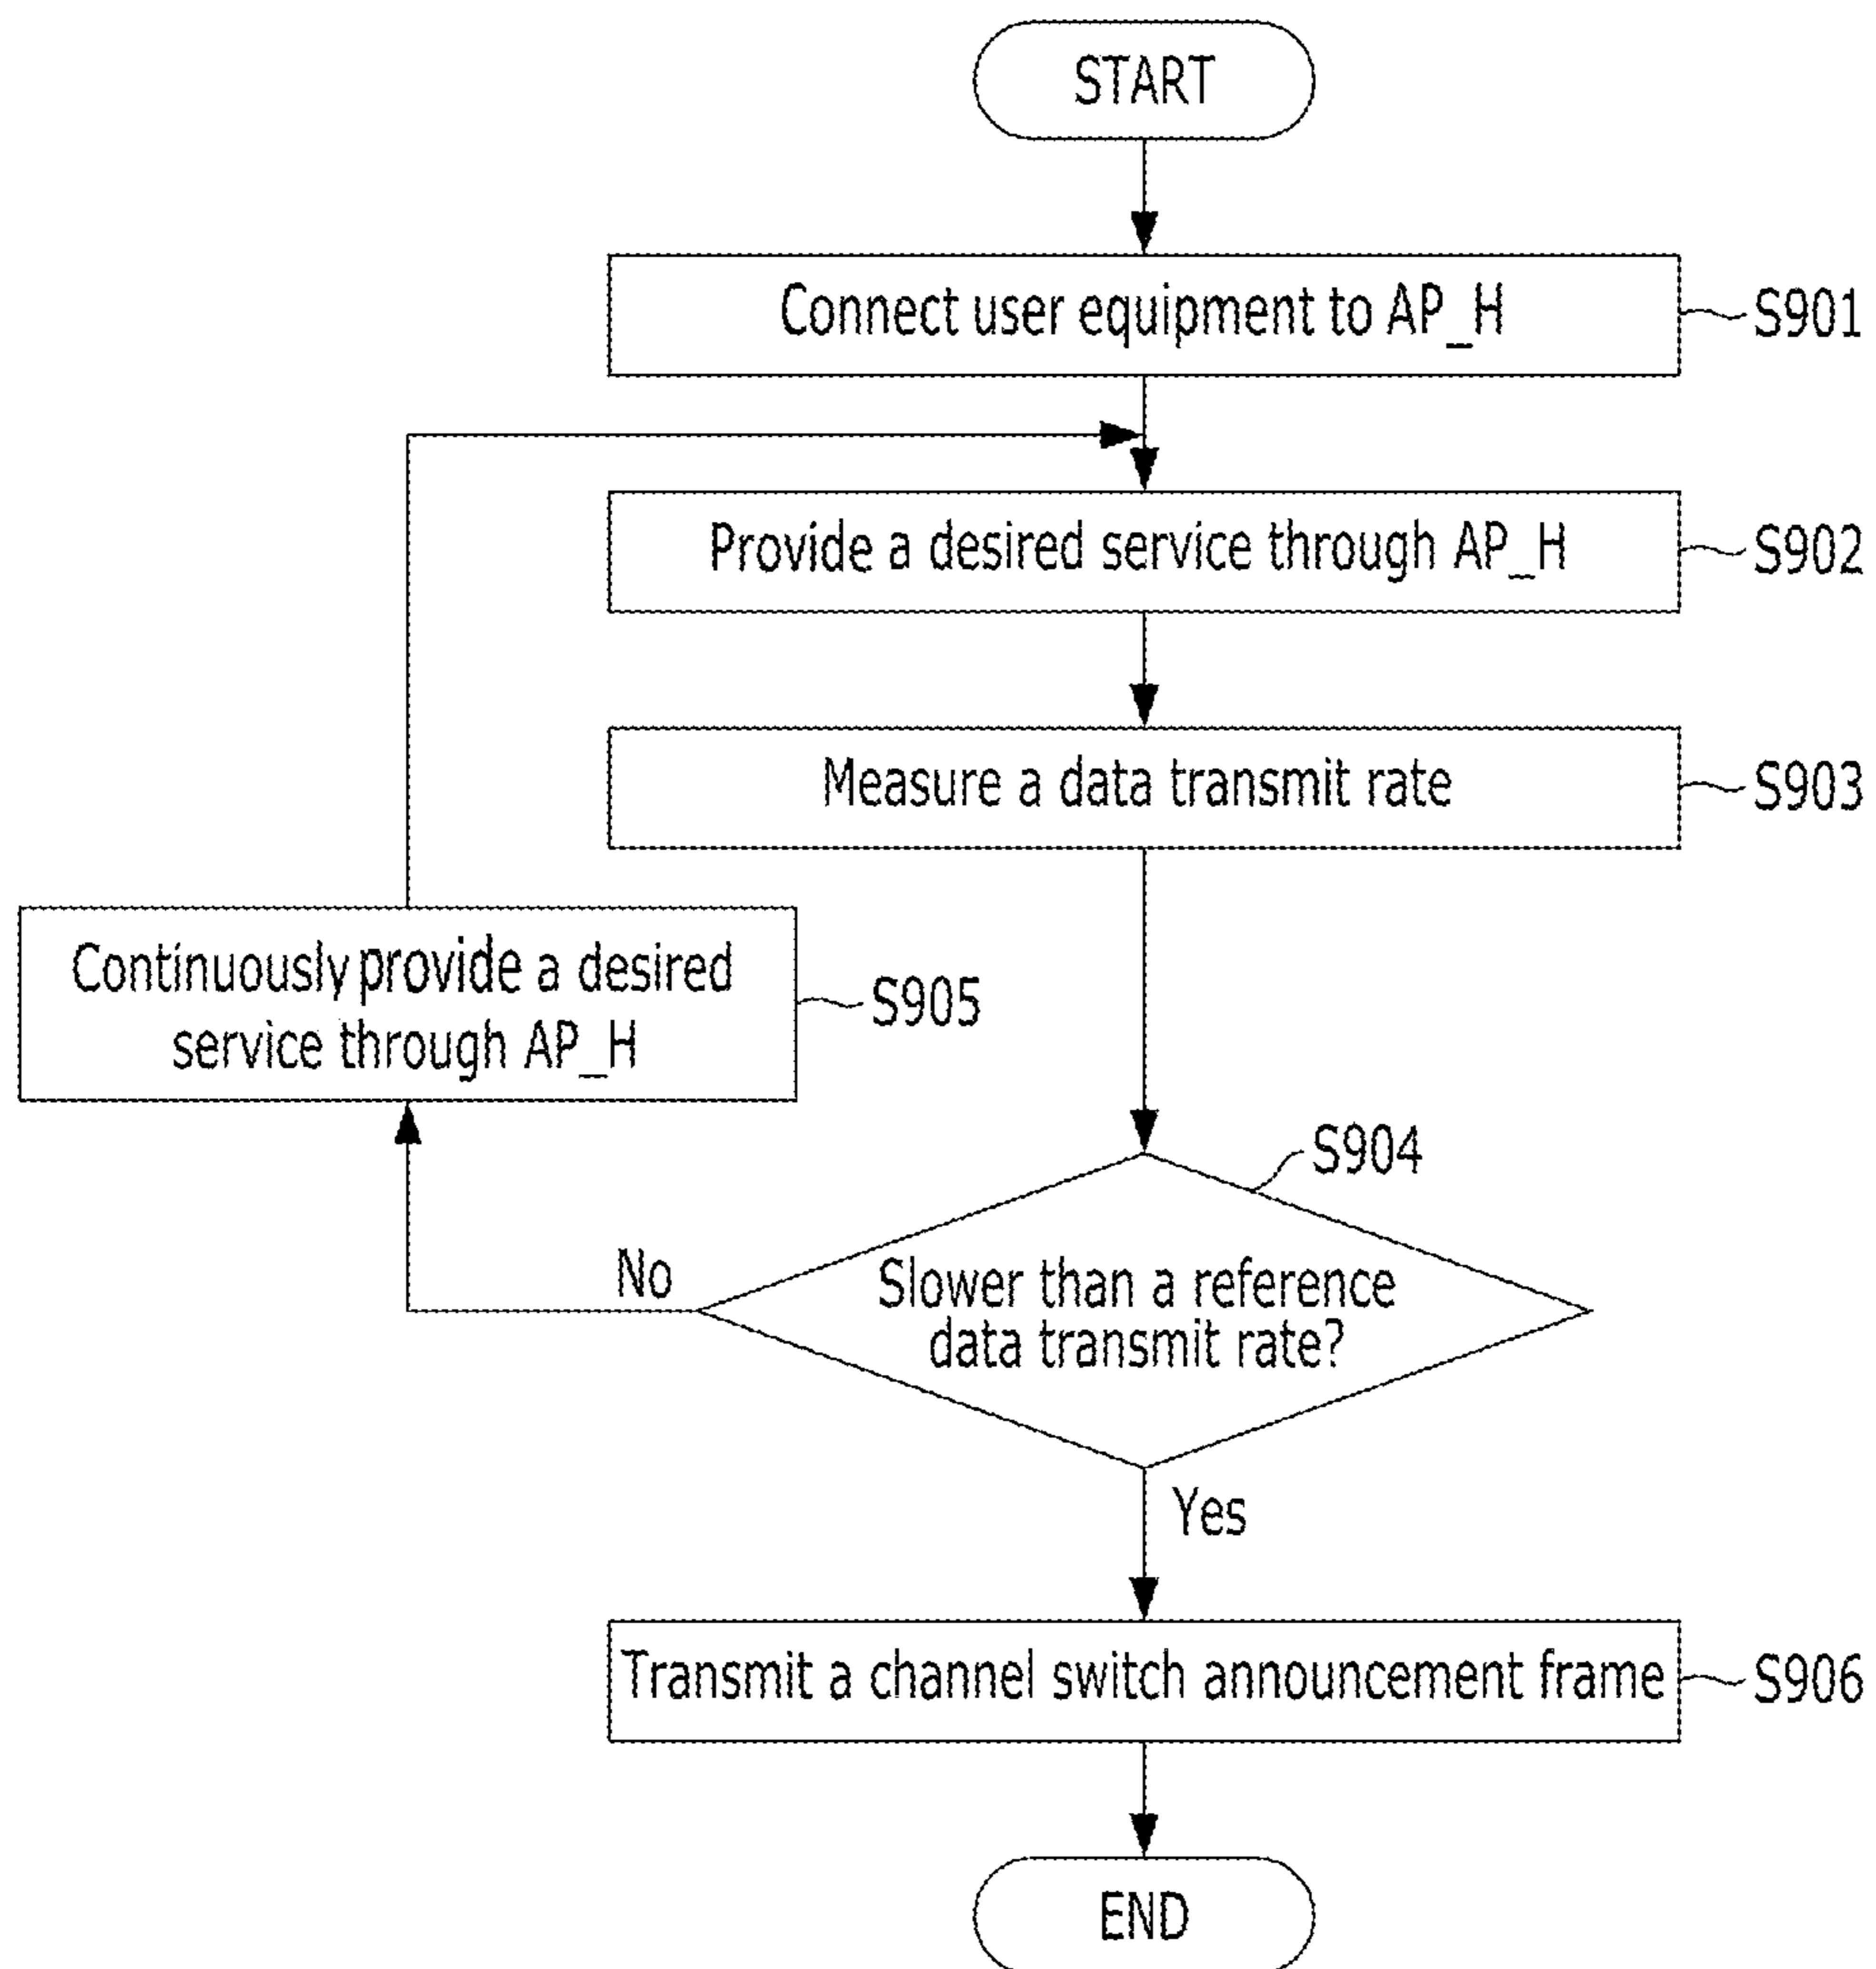 START
Connect user equipment to AP_H
S901
Provide a desired service through AP_H
S902
Measure a data transmit rate
S903
Continuously provide a desired
service through AP_H
S905
S904
No
Slower than a reference
data transmit rate?
Yes
Transmit a channel switch announcement frame
S906
END